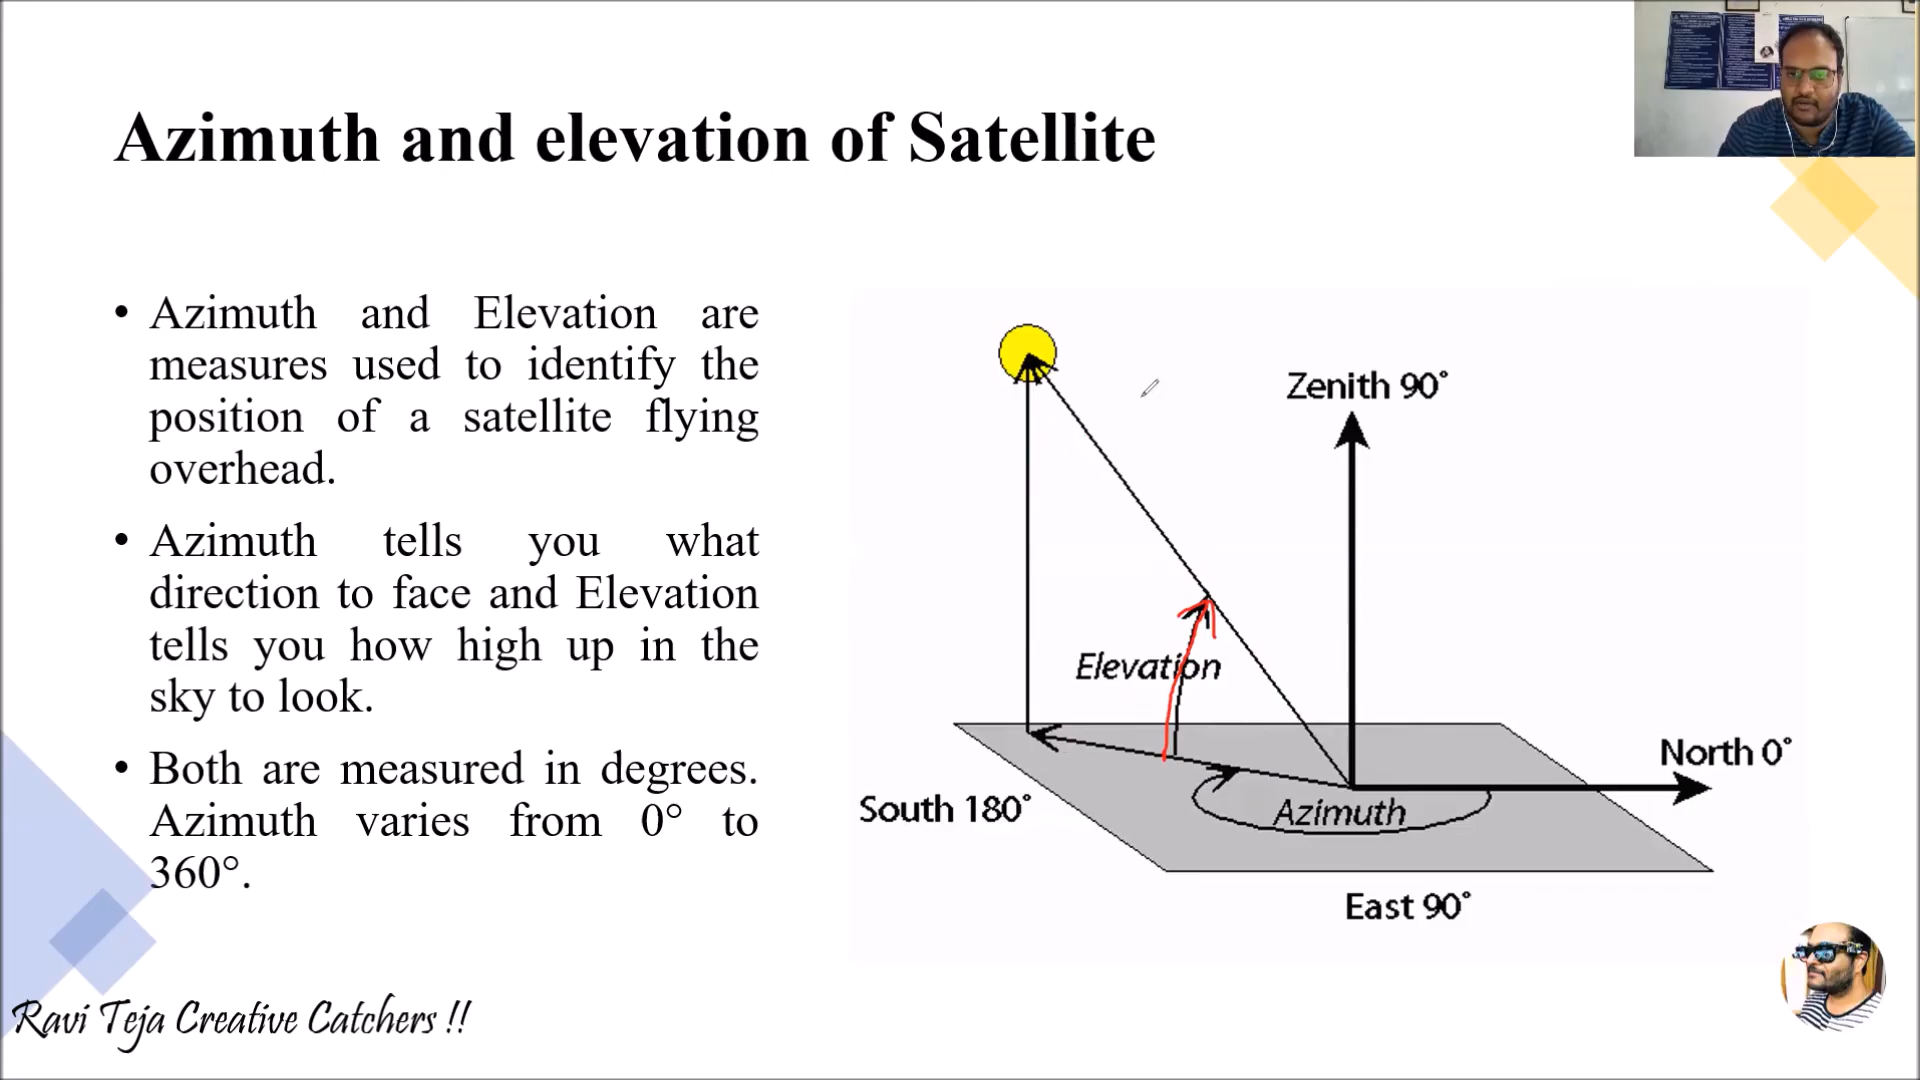 Azimuth and elevation of Satellite
• Azimuth and Elevation are
measures used to identify the
position of a satellite flying
overhead.
• Azimuth tells you what
direction to face and Elevation
tells you how high up in the
sky to look.
• Both are measured in degrees.
Azimuth varies from 0° to
360°.
Zenith 90°
Elevation
North 0°
South 180°
Azimuth
East 90°
Ravi Teja Creative Catchers !!